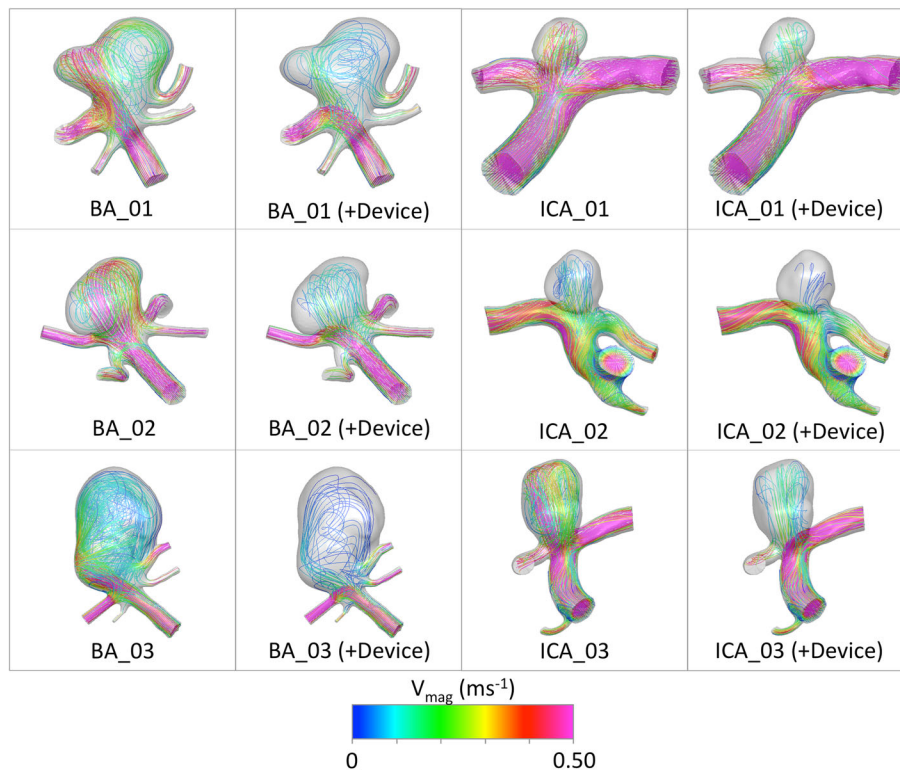 BA_01
BA_01 (+Device)
ICA_01
ICA_01 (+Device)
BA_02
BA_02 (+Device)
ICA_02
ICA_02 (+Device)
BA_03
BA_03 (+Device)
ICA_03
ICA_03 (+Device)
Vmag (ms⁻¹)
0 0.50